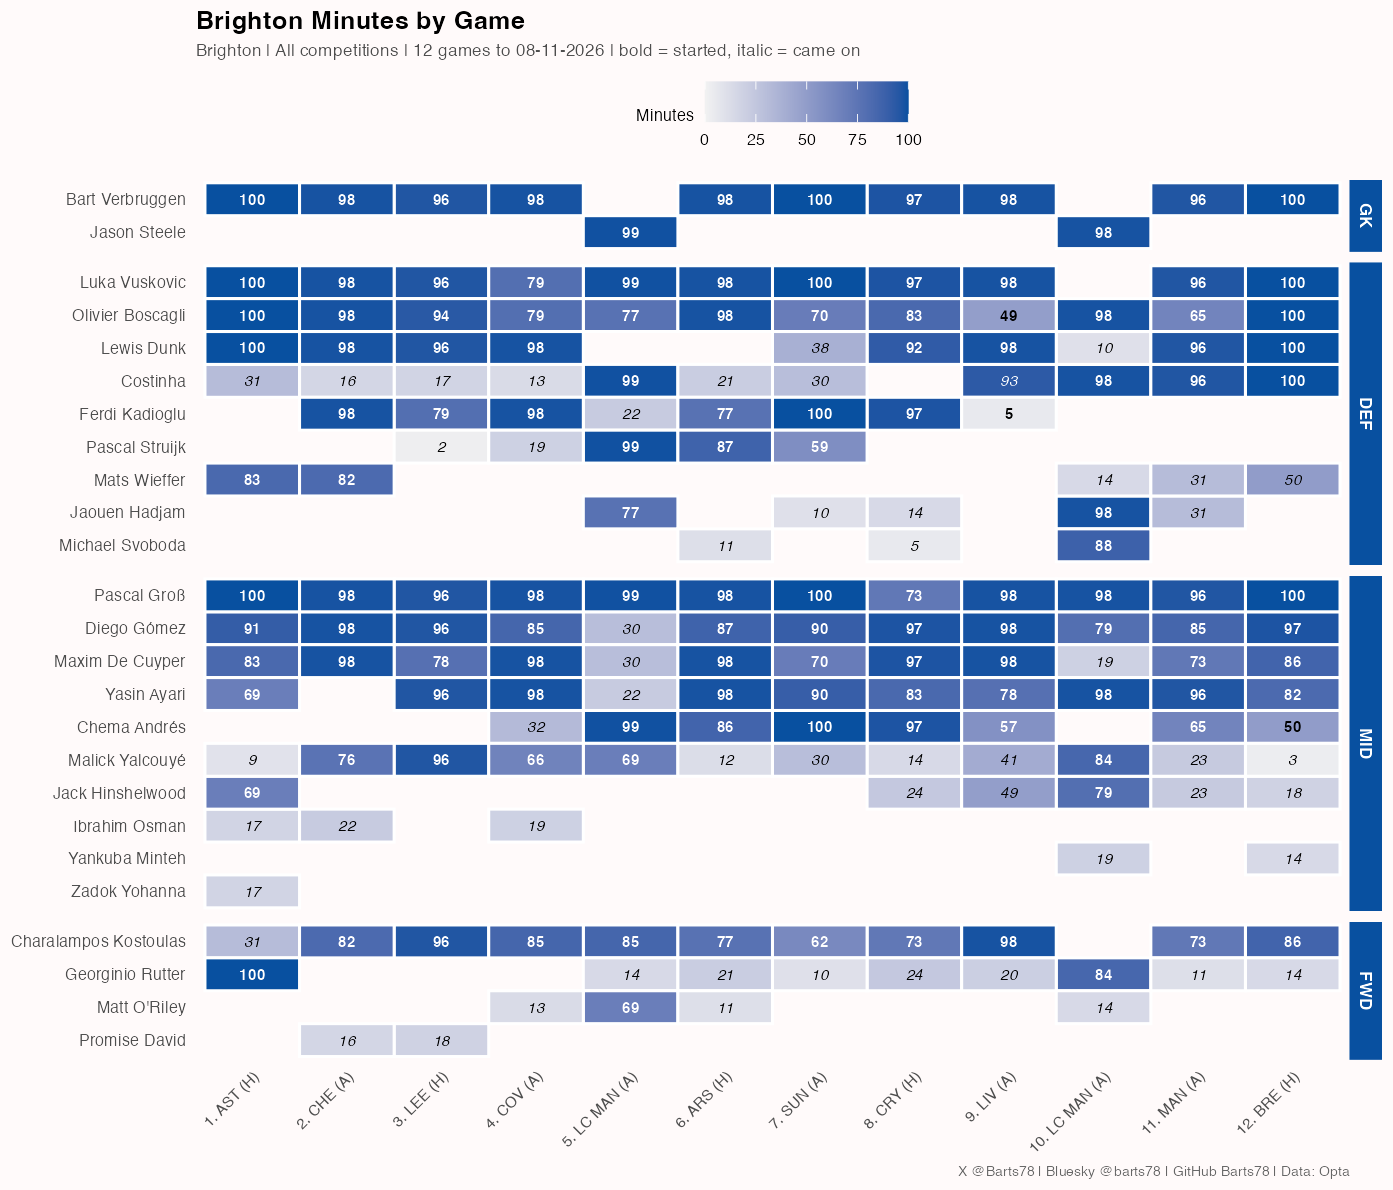 Brighton Minutes by Game
Brighton | All competitions | 12 games to 08-11-2026 | bold = started, italic = came on
Minutes
0 25 50 75 100
Bart Verbruggen 100 98 96 98 98 100 97 98 96 100
Jason Steele 99 98
GK
Luka Vuskovic 100 98 96 79 99 98 100 97 98 96 100
Olivier Boscagli 100 98 94 79 77 98 70 83 49 98 65 100
Lewis Dunk 100 98 96 98 38 92 98 10 96 100
Costinha 31 16 17 13 99 21 30 93 98 96 100
Ferdi Kadioglu 98 79 98 22 77 100 97 5
Pascal Struijk 2 19 99 87 59
Mats Wieffer 83 82 14 31 50
Jaouen Hadjam 77 10 14 98 31
Michael Svoboda 11 5 88
DEF
Pascal Groß 100 98 96 98 99 98 100 73 98 98 96 100
Diego Gómez 91 98 96 85 30 87 90 97 98 79 85 97
Maxim De Cuyper 83 98 78 98 30 98 70 97 98 19 73 86
Yasin Ayari 69 96 98 22 98 90 83 78 98 96 82
Chema Andrés 32 99 86 100 97 57 65 50
Malick Yalcouyé 9 76 96 66 69 12 30 14 41 84 23 3
Jack Hinshelwood 69 24 49 79 23 18
Ibrahim Osman 17 22 19
Yankuba Minteh 19 14
Zadok Yohanna 17
MID
Charalampos Kostoulas 31 82 96 85 85 77 62 73 98 73 86
Georginio Rutter 100 14 21 10 24 20 84 11 14
Matt O'Riley 13 69 11 14
Promise David 16 18
FWD
1. AST (H) 2. CHE (A) 3. LEE (H) 4. COV (A) 5. LC MAN (A) 6. ARS (H) 7. SUN (A) 8. CRY (H) 9. LIV (A) 10. LC MAN (A) 11. MAN (A) 12. BRE (H)
X @Barts78 | Bluesky @barts78 | GitHub Barts78 | Data: Opta